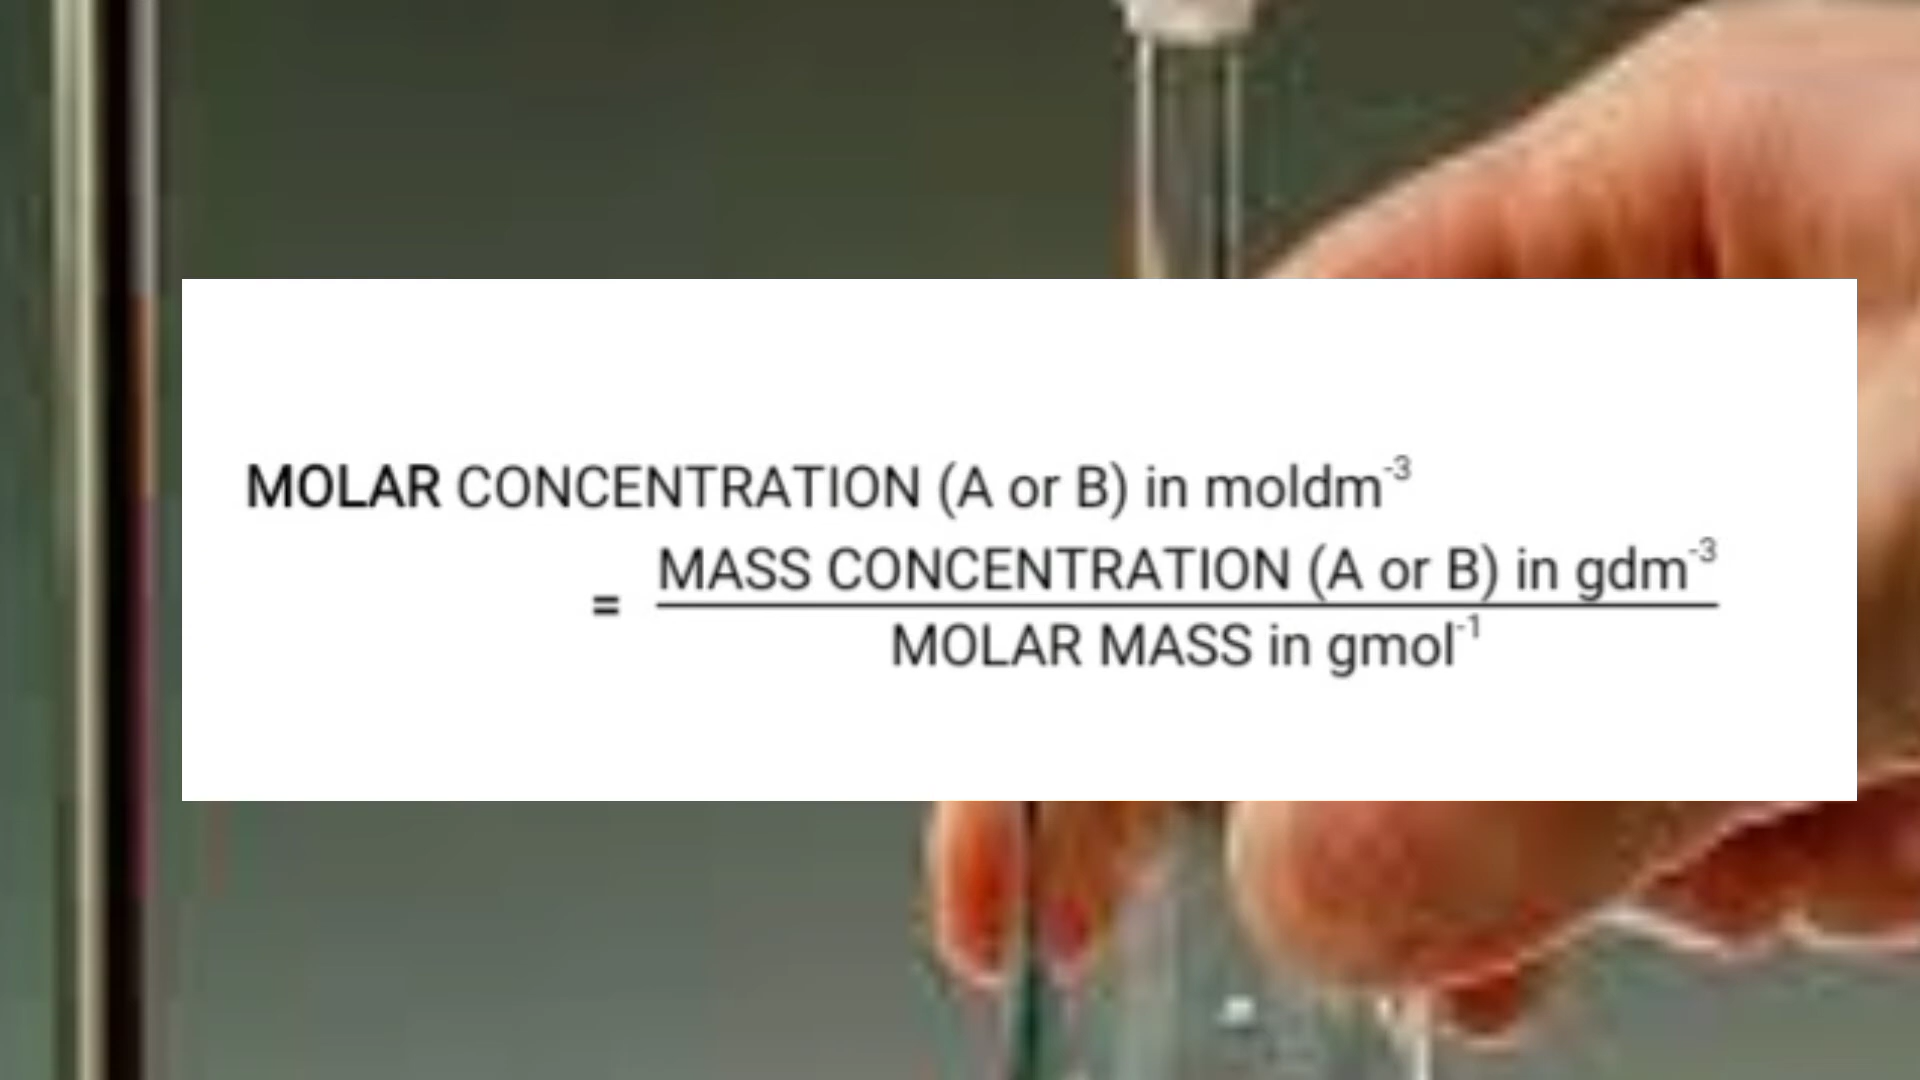 MOLAR CONCENTRATION (A or B) in moldm⁻³
= MASS CONCENTRATION (A or B) in gdm⁻³
MOLAR MASS in gmol⁻¹